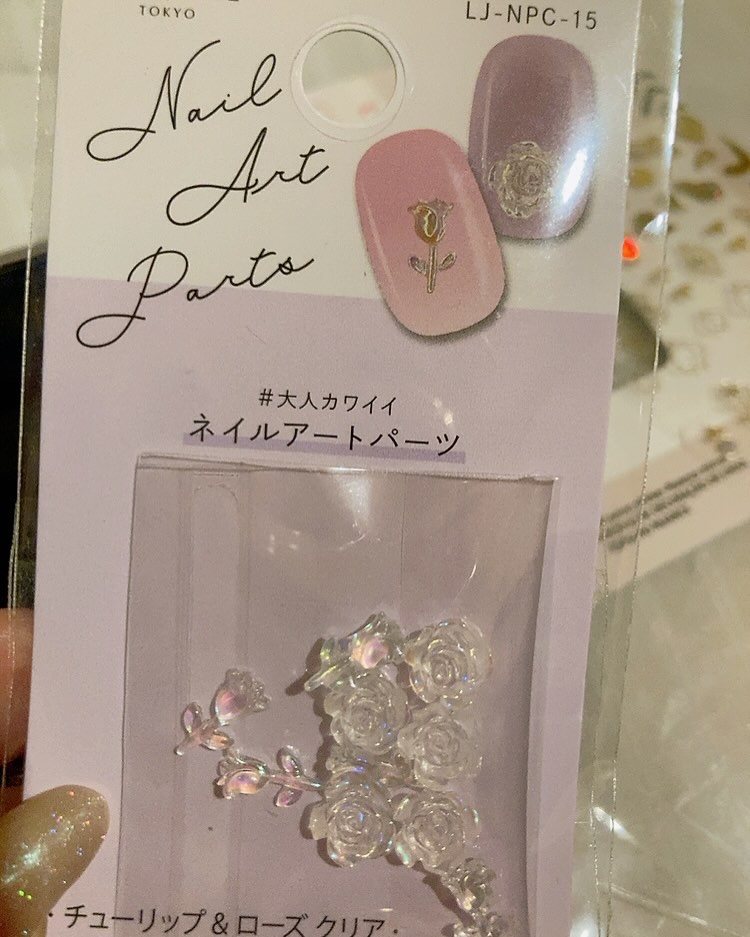 TOKYO
LJ-NPC-15
Nail
Art
Parts
#大人カワイイ
ネイルアートパーツ
・チューリップ&ローズ クリア・